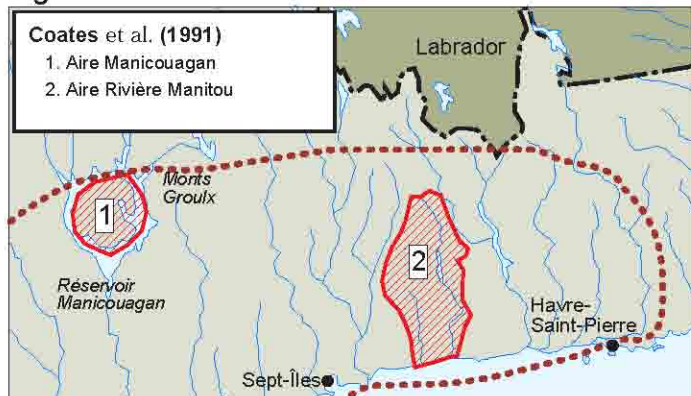 Coates et al. (1991)
1. Aire Manicouagan
2. Aire Rivière Manitou
Labrador
Monts
Groulx
1
Réservoir
Manicouagan
2
Havre-
Saint-Pierre
Sept-Îles